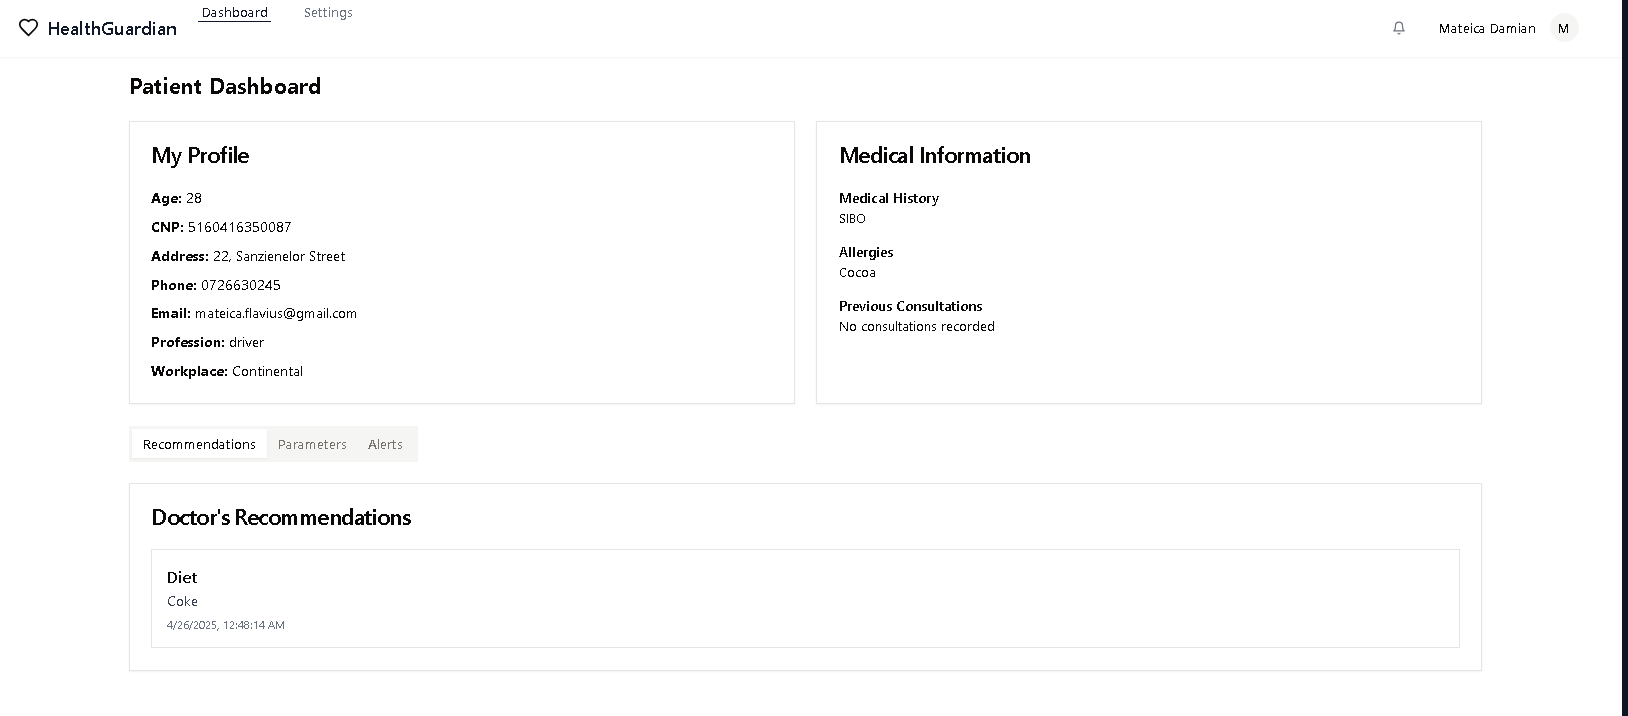 HealthGuardian
Dashboard
Settings
Mateica Damian
M
Patient Dashboard
My Profile
Age: 28
CNP: 5160416350087
Address: 22, Sanzienelor Street
Phone: 0726630245
Email: mateica.flavius@gmail.com
Profession: driver
Workplace: Continental
Medical Information
Medical History
SIBO
Allergies
Cocoa
Previous Consultations
No consultations recorded
Recommendations
Parameters
Alerts
Doctor's Recommendations
Diet
Coke
4/26/2025, 12:48:14 AM